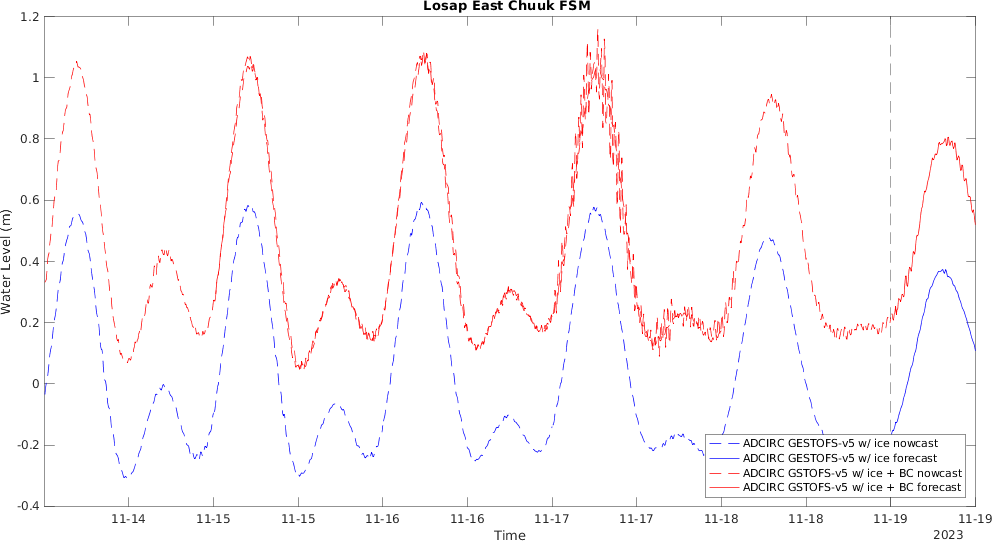 Losap East Chuuk FSM
1.2
1
0.8
0.6
0.4
0.2
0
-0.2
-0.4
Water Level (m)
ADCIRC GESTOFS-v5 w/ ice nowcast
ADCIRC GESTOFS-v5 w/ ice forecast
ADCIRC GSTOFS-v5 w/ ice + BC nowcast
ADCIRC GSTOFS-v5 w/ ice + BC forecast
11-14 11-15 11-15 11-16 11-16 11-17 11-17 11-18 11-18 11-19 11-19
Time
2023